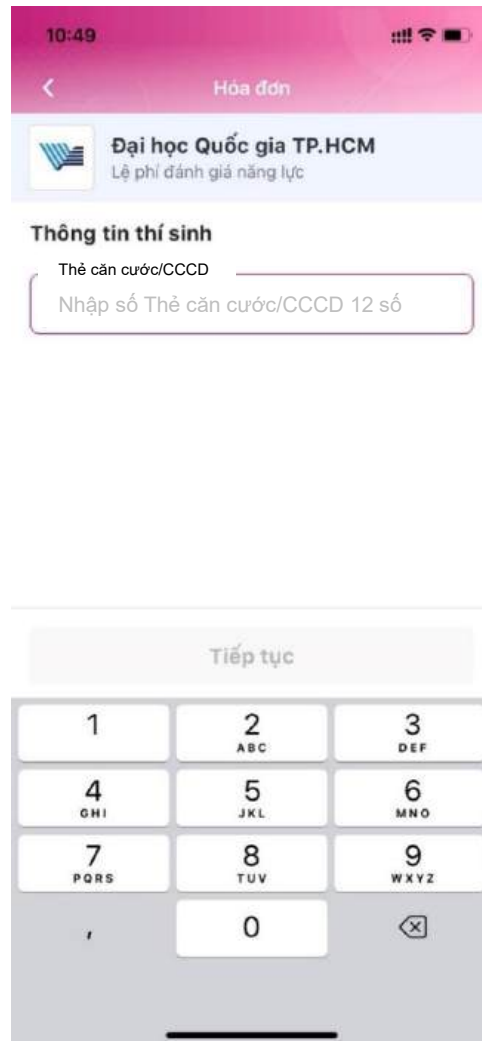 10:49
Hóa đơn
Đại học Quốc gia TP.HCM
Lệ phí đánh giá năng lực
Thông tin thí sinh
Thẻ căn cước/CCCD
Nhập số Thẻ căn cước/CCCD 12 số
Tiếp tục
1 2 3
ABC DEF
4 5 6
GHI JKL MNO
7 8 9
PQRS TUV WXYZ
, 0